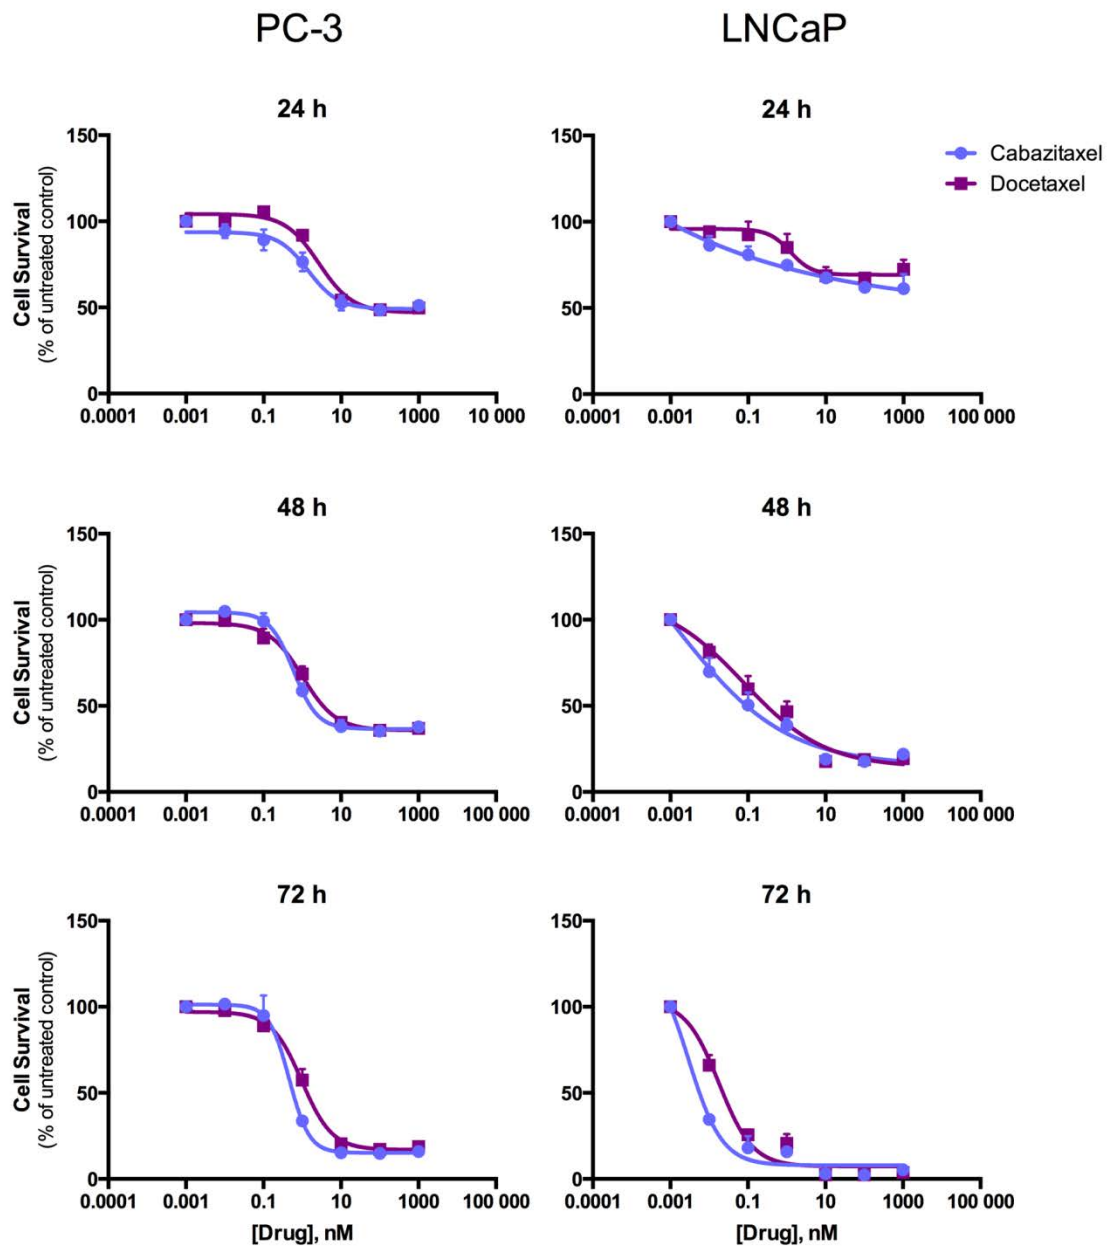 PC-3
LNCaP
24 h
150
100
50
0
0.0001 0.001 0.1 10 1000 10 000
Cell Survival
(% of untreated control)
24 h
150
100
50
0
0.0001 0.001 0.1 10 1000 100 000
Cabazitaxel
Docetaxel
48 h
150
100
50
0
0.0001 0.001 0.1 10 1000 100 000
Cell Survival
(% of untreated control)
48 h
150
100
50
0
0.0001 0.001 0.1 10 1000 100 000
72 h
150
100
50
0
0.0001 0.001 0.1 10 1000 100 000
Cell Survival
(% of untreated control)
[Drug], nM
72 h
150
100
50
0
0.0001 0.001 0.1 10 1000 100 000
[Drug], nM